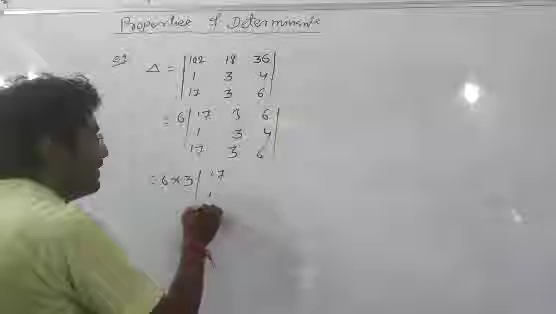 Properties of Determinants
eg Δ = | 102 18 36 |
| 1 3 4 |
| 17 3 6 |
= 6 | 17 3 6 |
| 1 3 4 |
| 17 3 6 |
= 6 × 3 | 17
| 1